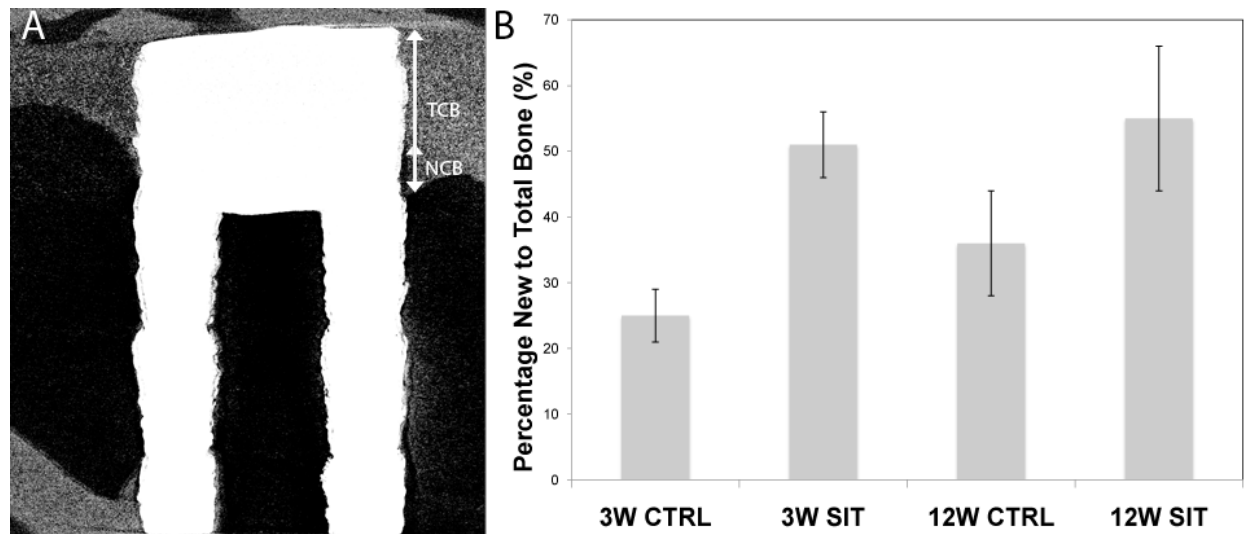 A
TCB
NCB
B
Percentage New to Total Bone (%)
70
60
50
40
30
20
10
0
3W CTRL 3W SIT 12W CTRL 12W SIT